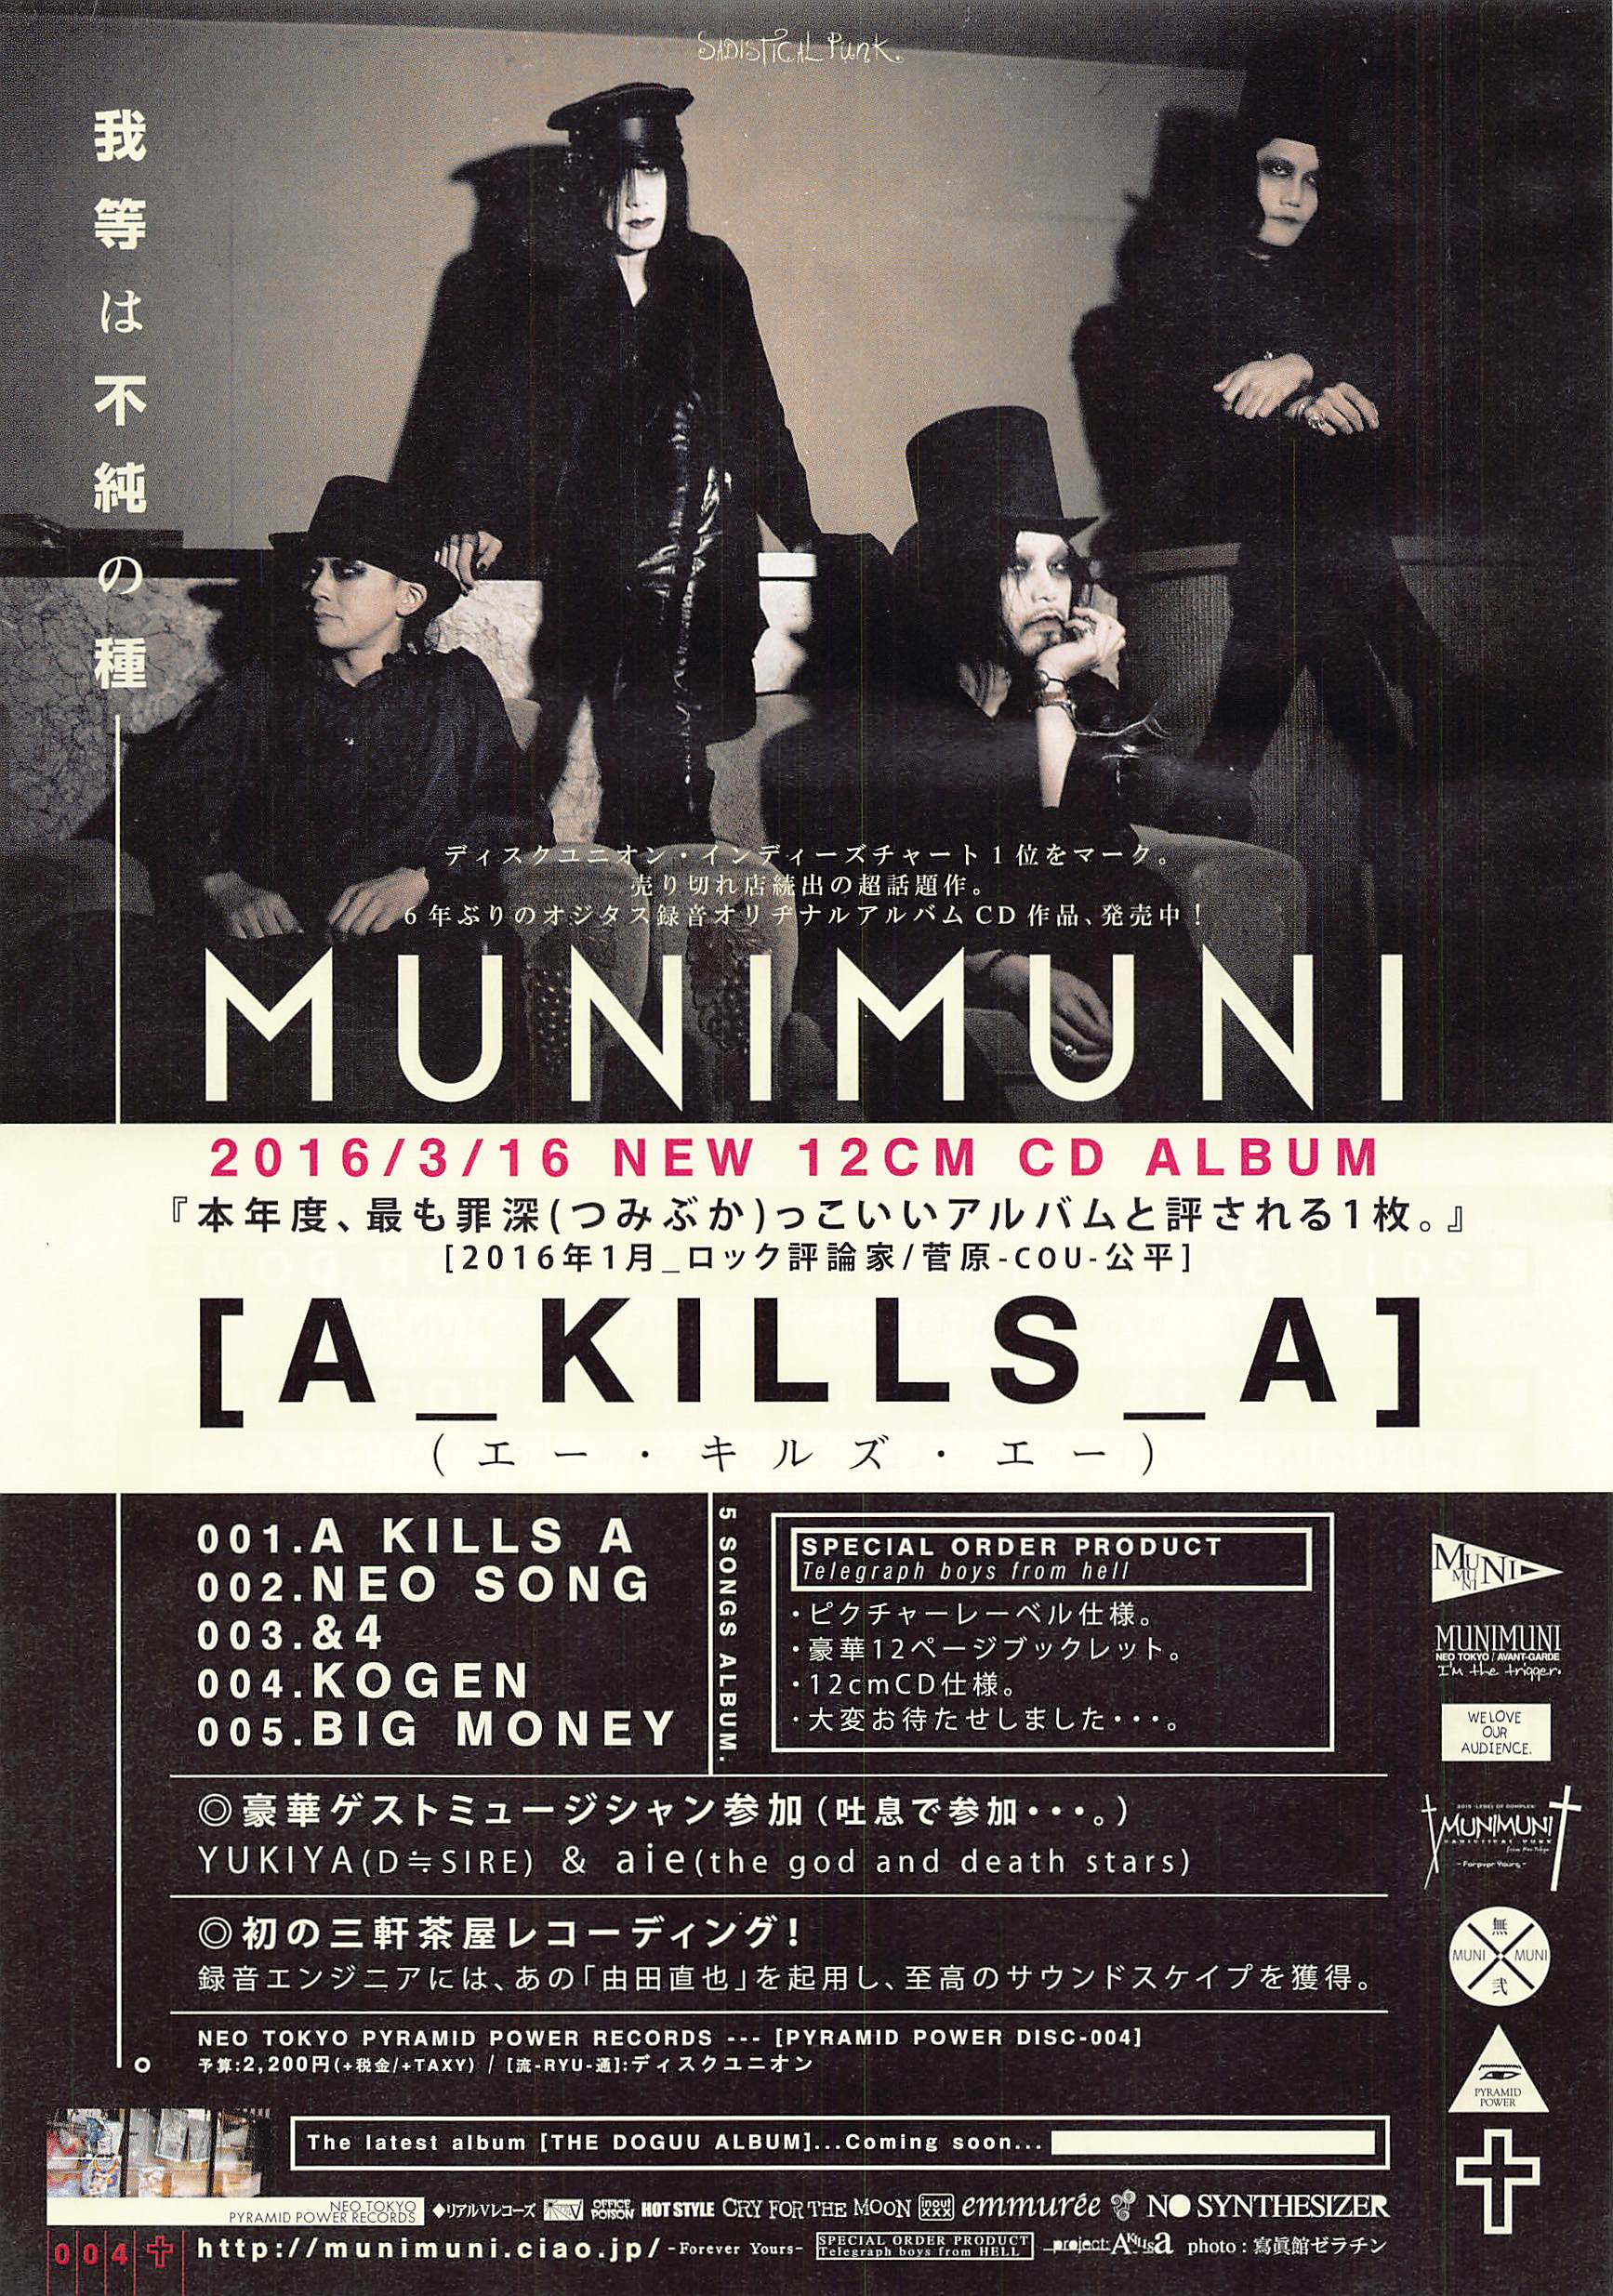 SADISTICAL PUNK.
我等は不純の種
ディスクユニオン・インディーズチャート1位をマーク。
売り切れ店続出の超話題作。
6年ぶりのオジタス録音オリヂナルアルバムCD作品、発売中！
MUNIMUNI
2016/3/16 NEW 12CM CD ALBUM
『本年度、最も罪深(つみぶか)っこいいアルバムと評される1枚。』
[2016年1月_ロック評論家/菅原-COU-公平]
[A_KILLS_A]
(エー・キルズ・エー)
001.A KILLS A
002.NEO SONG
003.&4
004.KOGEN
005.BIG MONEY
5 SONGS ALBUM.
SPECIAL ORDER PRODUCT
Telegraph boys from hell
・ピクチャーレーベル仕様。
・豪華12ページブックレット。
・12cmCD仕様。
・大変お待たせしました・・・。
◎豪華ゲストミュージシャン参加(吐息で参加・・・。)
YUKIYA(D≒SIRE) & aie(the god and death stars)
◎初の三軒茶屋レコーディング!
録音エンジニアには、あの「由田直也」を起用し、至高のサウンドスケイプを獲得。
NEO TOKYO PYRAMID POWER RECORDS --- [PYRAMID POWER DISC-004]
予算:2,200円(+税金/+TAXY) / [流-RYU-通]:ディスクユニオン
MUNI
MUNI
MUNIMUNI
NEO TOKYO / AVANT-GARDE
I'm the trigger.
WE LOVE
OUR
AUDIENCE.
MUNIMUNI
SADISTICAL PUNK
from Neo Tokyo
- Forever Yours -
無
MUNI MUNI
弐
PYRAMID
POWER
The latest album [THE DOGUU ALBUM]...Coming soon...
NEO TOKYO
PYRAMID POWER RECORDS
◆リアルVレコーズ OFFICE POISON HOT STYLE CRY FOR THE MOON inout XXX emmurée NO SYNTHESIZER
004
http://munimuni.ciao.jp/ -Forever Yours- SPECIAL ORDER PRODUCT Telegraph boys from HELL _project:AKillsa photo : 寫眞館ゼラチン